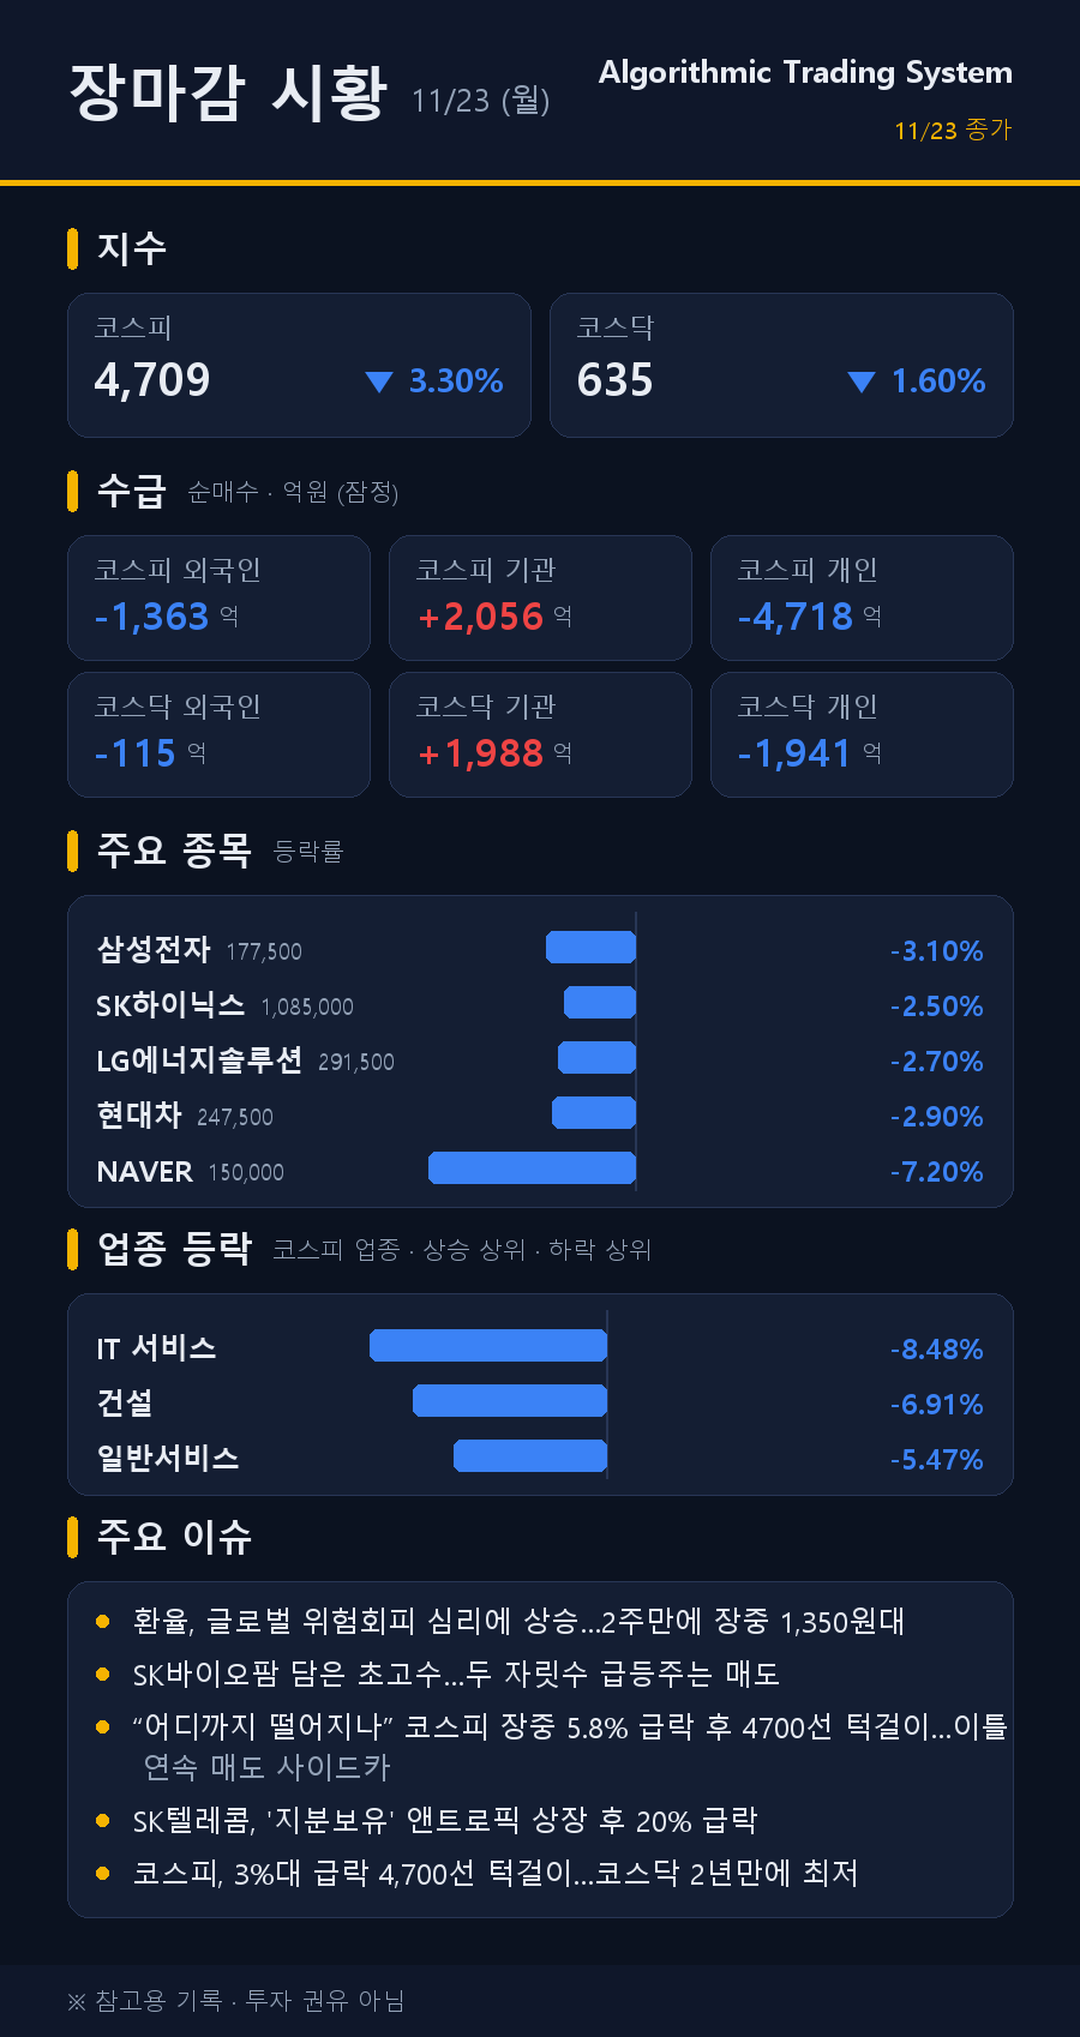 장마감 시황 11/23 (월)
Algorithmic Trading System
11/23 종가
지수
코스피
4,709 ▼ 3.30%
코스닥
635 ▼ 1.60%
수급 순매수 · 억원 (잠정)
코스피 외국인
-1,363 억
코스피 기관
+2,056 억
코스피 개인
-4,718 억
코스닥 외국인
-115 억
코스닥 기관
+1,988 억
코스닥 개인
-1,941 억
주요 종목 등락률
삼성전자 177,500 -3.10%
SK하이닉스 1,085,000 -2.50%
LG에너지솔루션 291,500 -2.70%
현대차 247,500 -2.90%
NAVER 150,000 -7.20%
업종 등락 코스피 업종 · 상승 상위 · 하락 상위
IT 서비스 -8.48%
건설 -6.91%
일반서비스 -5.47%
주요 이슈
환율, 글로벌 위험회피 심리에 상승...2주만에 장중 1,350원대
SK바이오팜 담은 초고수...두 자릿수 급등주는 매도
“어디까지 떨어지나” 코스피 장중 5.8% 급락 후 4700선 턱걸이...이틀
연속 매도 사이드카
SK텔레콤, '지분보유' 앤트로픽 상장 후 20% 급락
코스피, 3%대 급락 4,700선 턱걸이...코스닥 2년만에 최저
※ 참고용 기록 · 투자 권유 아님